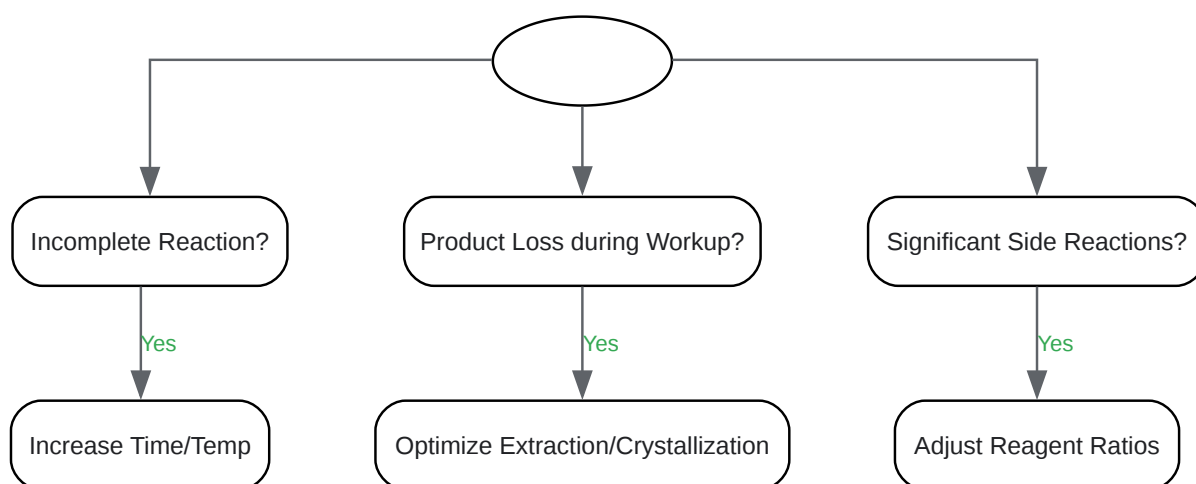 Incomplete Reaction?
Product Loss during Workup?
Significant Side Reactions?
Yes
Yes
Yes
Increase Time/Temp
Optimize Extraction/Crystallization
Adjust Reagent Ratios